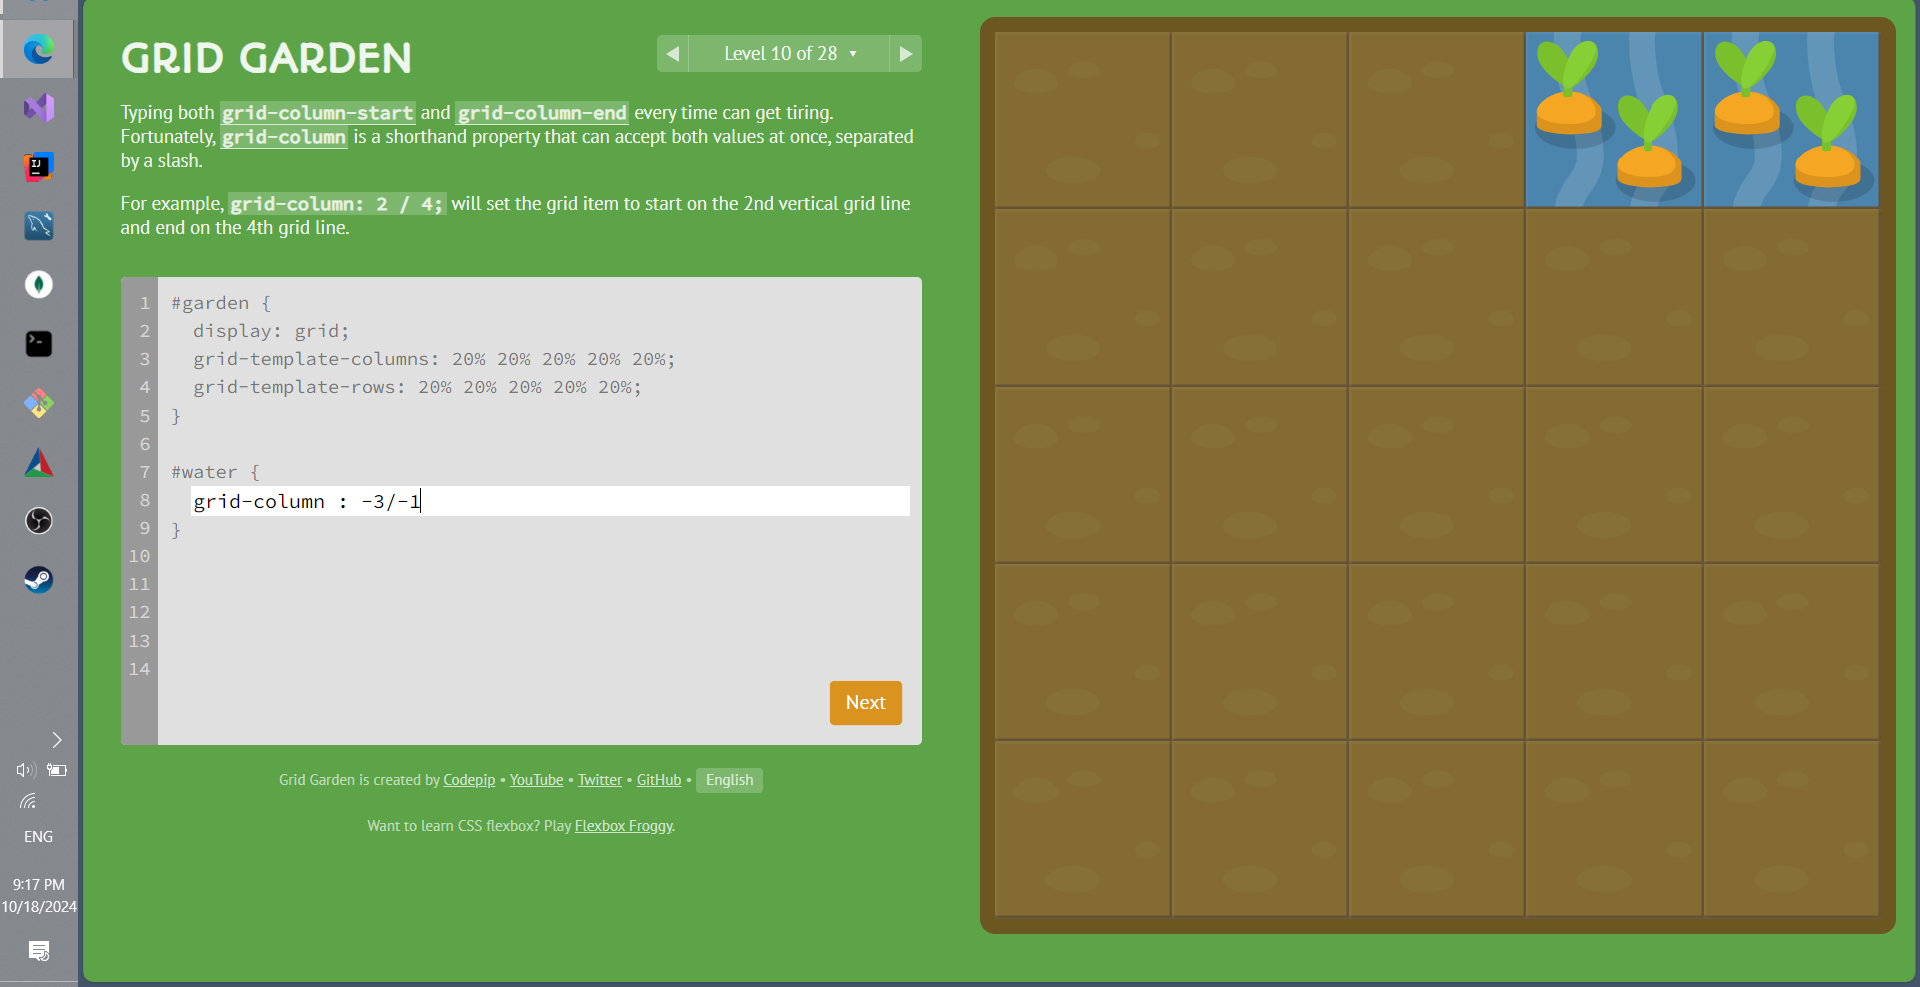 GRID GARDEN
Level 10 of 28
Typing both grid-column-start and grid-column-end every time can get tiring.
Fortunately, grid-column is a shorthand property that can accept both values at once, separated
by a slash.
For example, grid-column: 2 / 4; will set the grid item to start on the 2nd vertical grid line
and end on the 4th grid line.
1 #garden {
2 display: grid;
3 grid-template-columns: 20% 20% 20% 20% 20%;
4 grid-template-rows: 20% 20% 20% 20% 20%;
5 }
6
7 #water {
8 grid-column : -3/-1
9 }
10
11
12
13
14
Next
Grid Garden is created by Codepip • YouTube • Twitter • GitHub • English
Want to learn CSS flexbox? Play Flexbox Froggy.
IJ
ENG
9:17 PM
10/18/2024